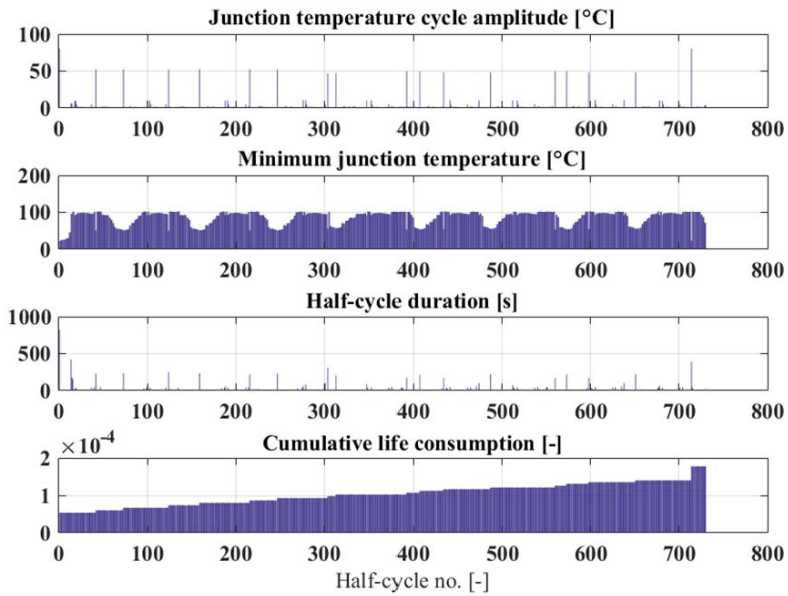 Junction temperature cycle amplitude [°C]
100
50
0
0 100 200 300 400 500 600 700 800
Minimum junction temperature [°C]
200
100
0
0 100 200 300 400 500 600 700 800
Half-cycle duration [s]
1000
500
0
0 100 200 300 400 500 600 700 800
×10⁻⁴ Cumulative life consumption [-]
2
1
0
0 100 200 300 400 500 600 700 800
Half-cycle no. [-]